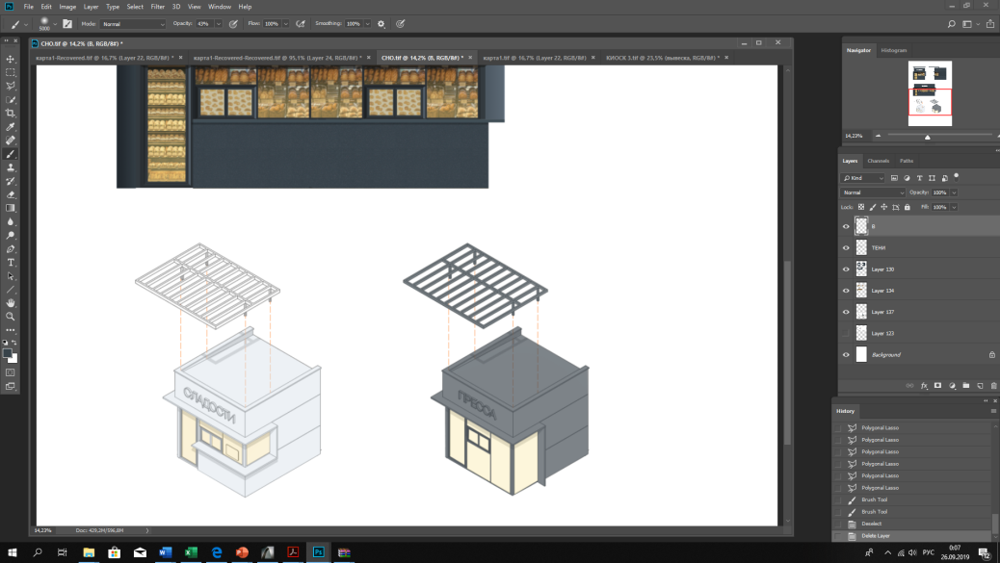 File Edit Image Layer Type Select Filter 3D View Window Help
5000 Mode: Normal Opacity: 43% Flow: 100% Smoothing: 100%
CHO.tif @ 14,2% (B, RGB/8#) *
карта1-Recovered.tif @ 16,7% (Layer 22, RGB/8#) * карта1-Recovered-Recovered.tif @ 95,1% (Layer 24, RGB/8#) * CHO.tif @ 14,2% (B, RGB/8#) * карта1.tif @ 16.7% (Layer 22, RGB/8#) КИОСК 3.tif @ 23,5% (вывеска, RGB/8#) *
СЛАДОСТИ
ПРЕССА
14,23% Doc: 429,2M/596,8M
Navigator Histogram
14,23%
Layers Channels Paths
Kind
Normal Opacity: 100%
Lock: Fill: 100%
B
ТЕНИ
Layer 130
Layer 134
Layer 137
Layer 123
Background
fx
History
Polygonal Lasso
Polygonal Lasso
Polygonal Lasso
Polygonal Lasso
Polygonal Lasso
Polygonal Lasso
Brush Tool
Brush Tool
Deselect
Delete Layer
РУС
0:07
26.09.2019